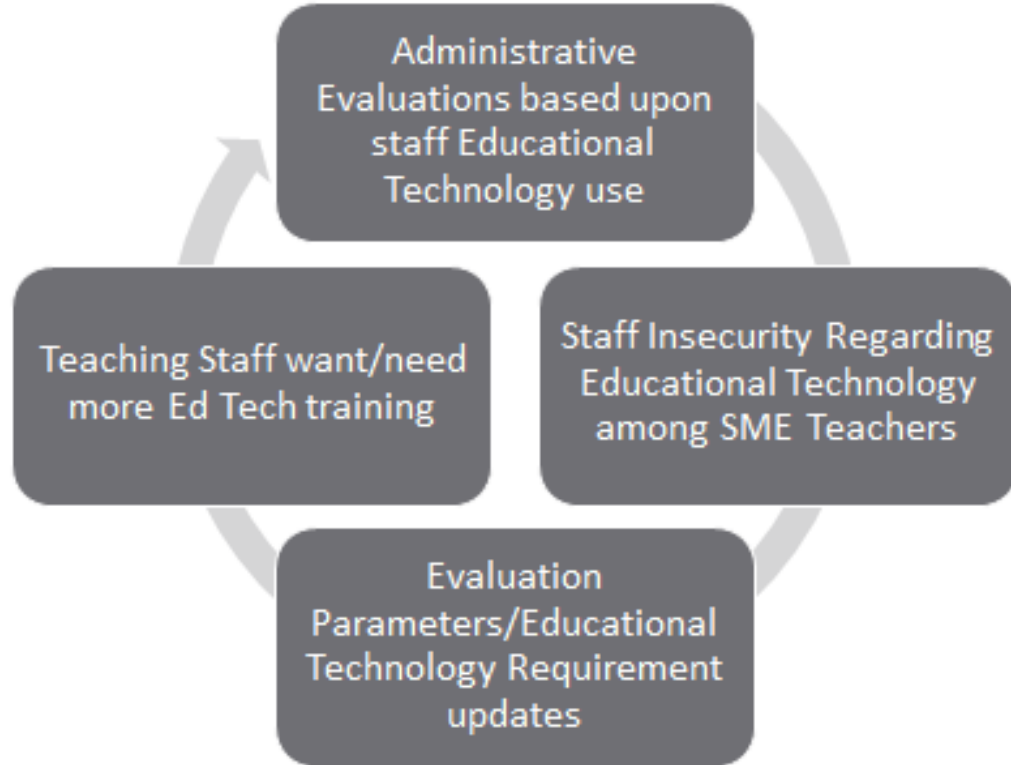 Administrative
Evaluations based upon
staff Educational
Technology use
Staff Insecurity Regarding
Educational Technology
among SME Teachers
Evaluation
Parameters/Educational
Technology Requirement
updates
Teaching Staff want/need
more Ed Tech training